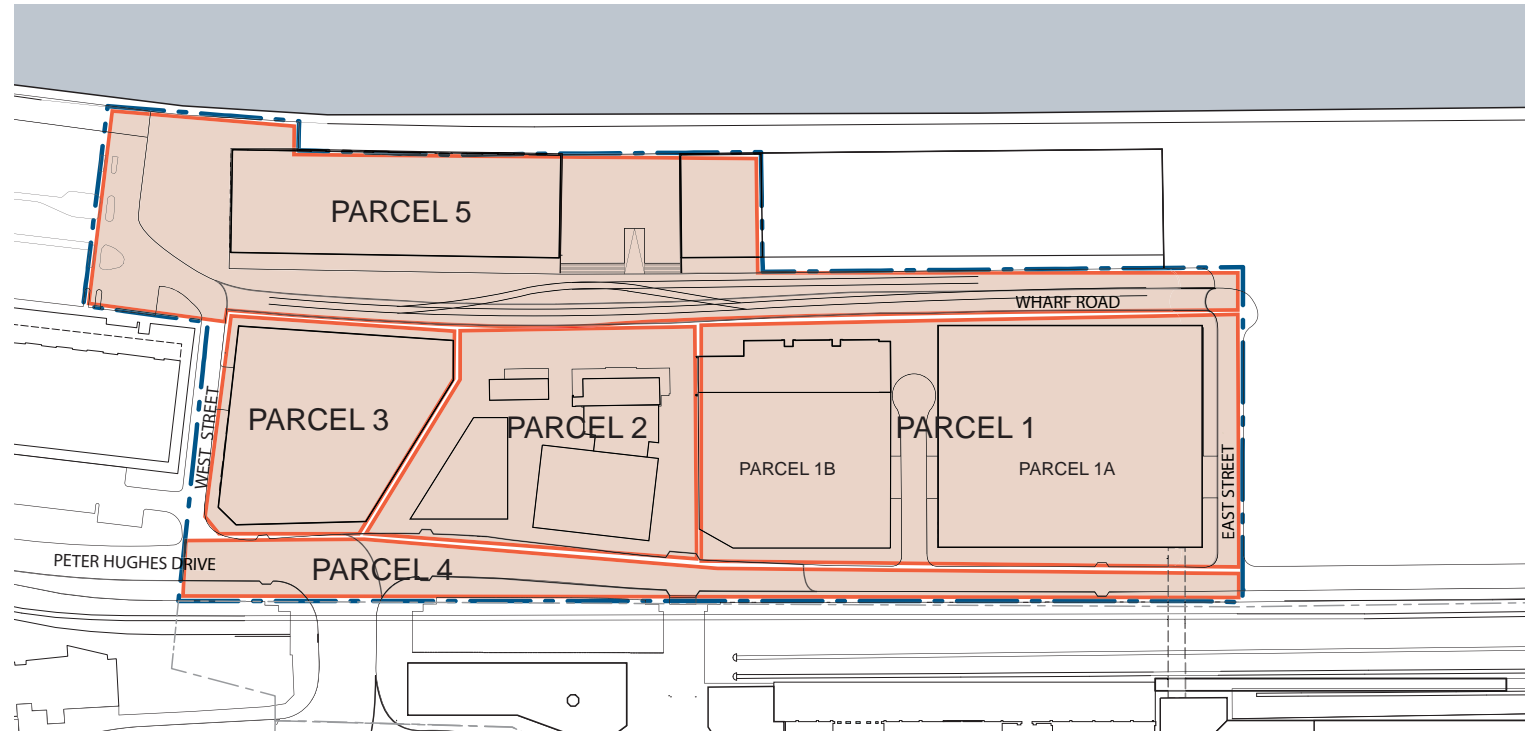 PARCEL 5
WHARF ROAD
PARCEL 3
PARCEL 2
PARCEL 1
PARCEL 1B
PARCEL 1A
WEST STREET
EAST STREET
PETER HUGHES DRIVE
PARCEL 4